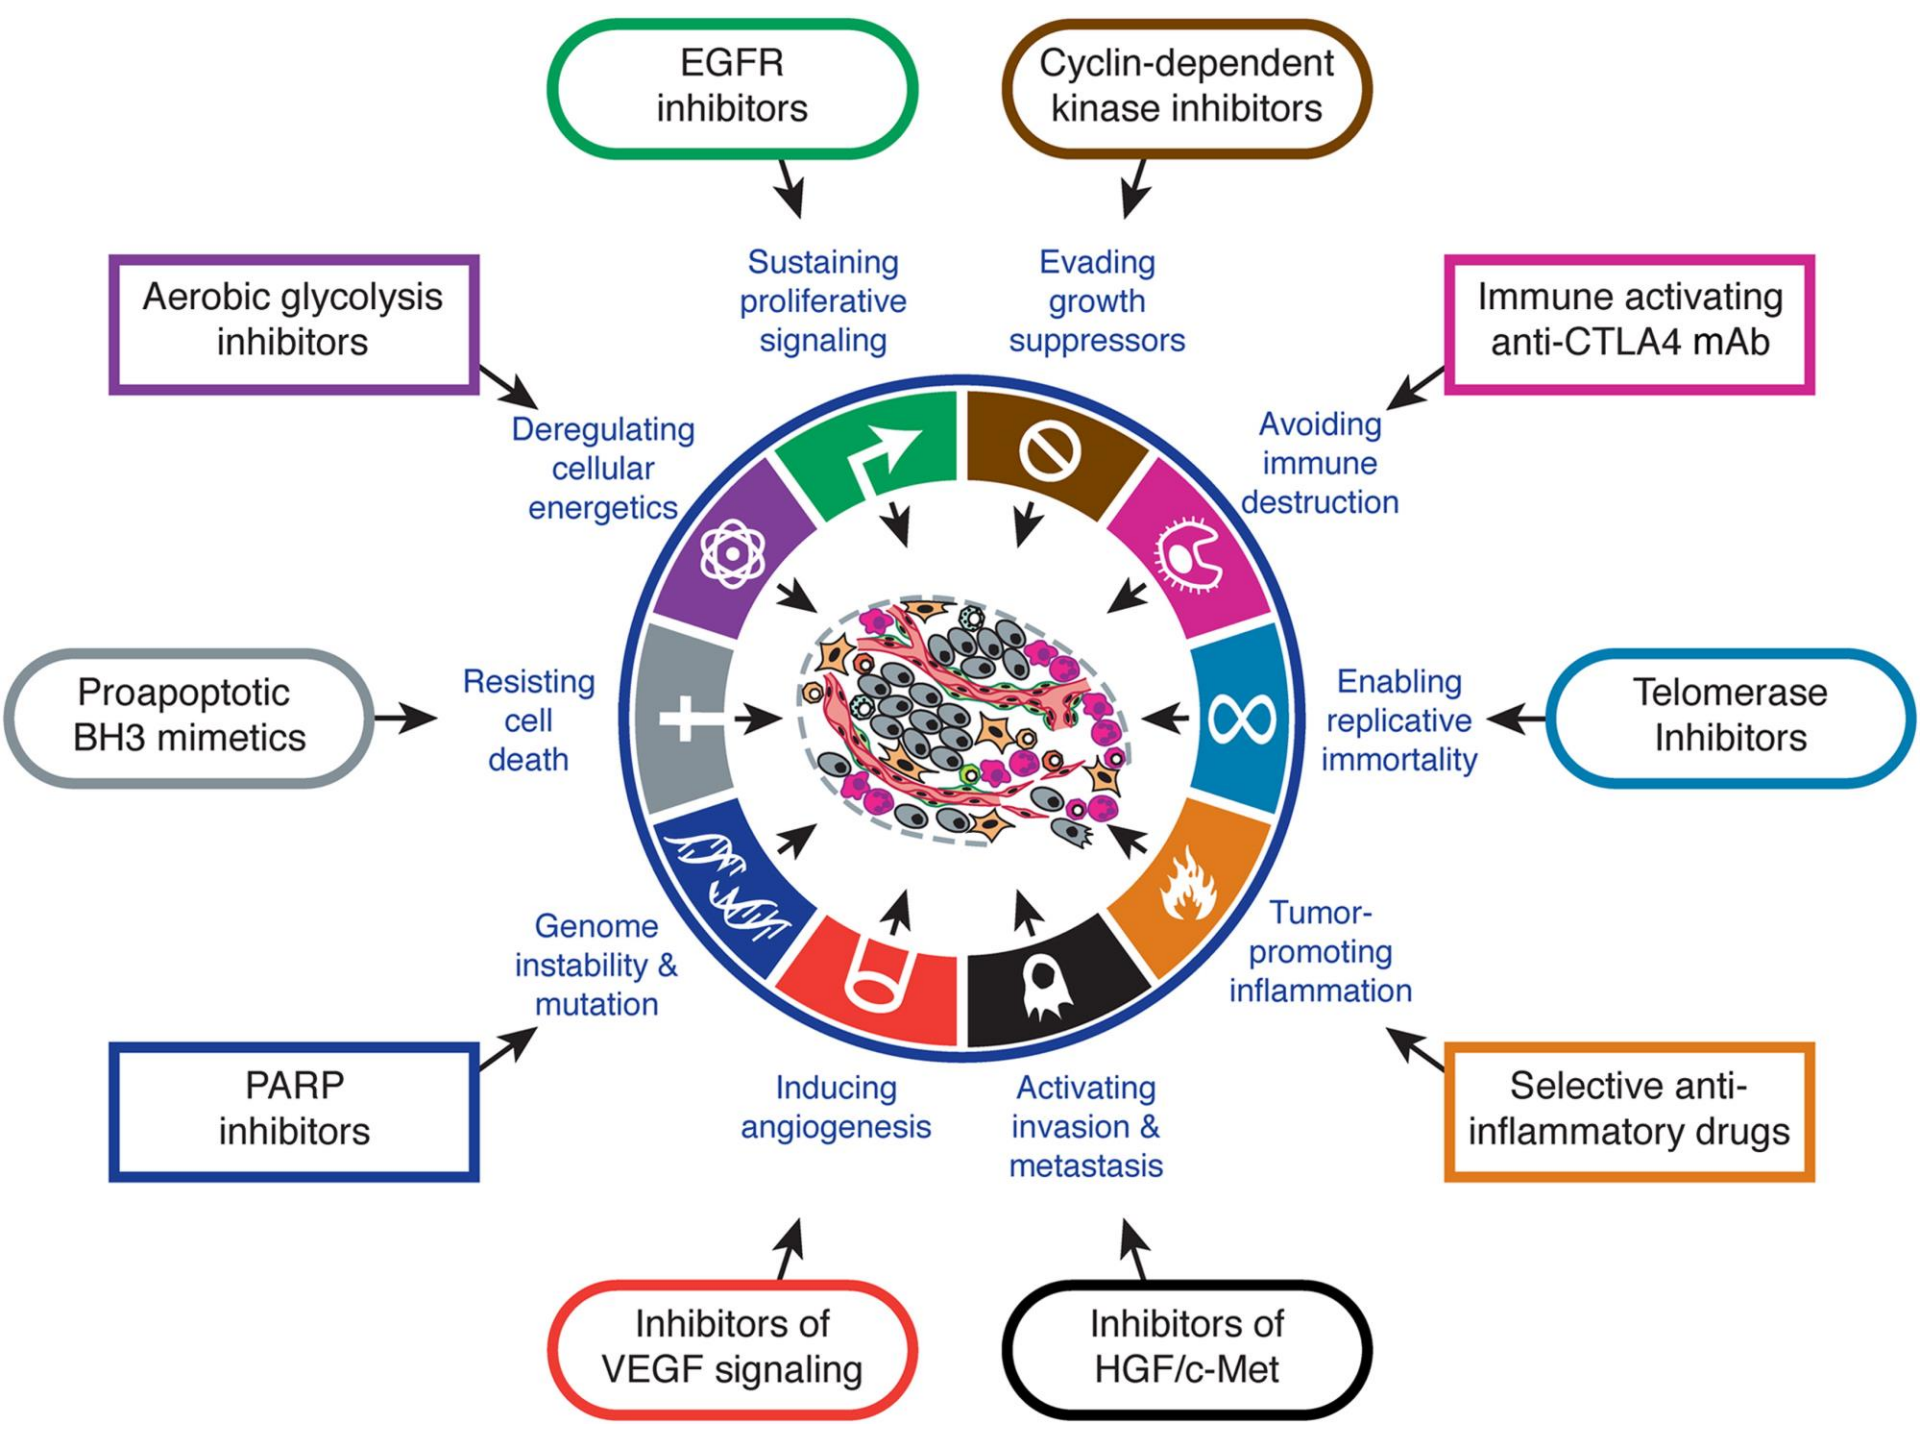 EGFR
inhibitors
Cyclin-dependent
kinase inhibitors
Sustaining
proliferative
signaling
Evading
growth
suppressors
Aerobic glycolysis
inhibitors
Immune activating
anti-CTLA4 mAb
Deregulating
cellular
energetics
Avoiding
immune
destruction
Proapoptotic
BH3 mimetics
Resisting
cell
death
Enabling
replicative
immortality
Telomerase
Inhibitors
Genome
instability &
mutation
Tumor-
promoting
inflammation
PARP
inhibitors
Inducing
angiogenesis
Activating
invasion &
metastasis
Selective anti-
inflammatory drugs
Inhibitors of
VEGF signaling
Inhibitors of
HGF/c-Met